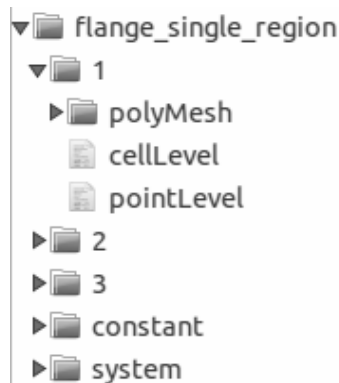 flange_single_region
1
polyMesh
cellLevel
pointLevel
2
3
constant
system